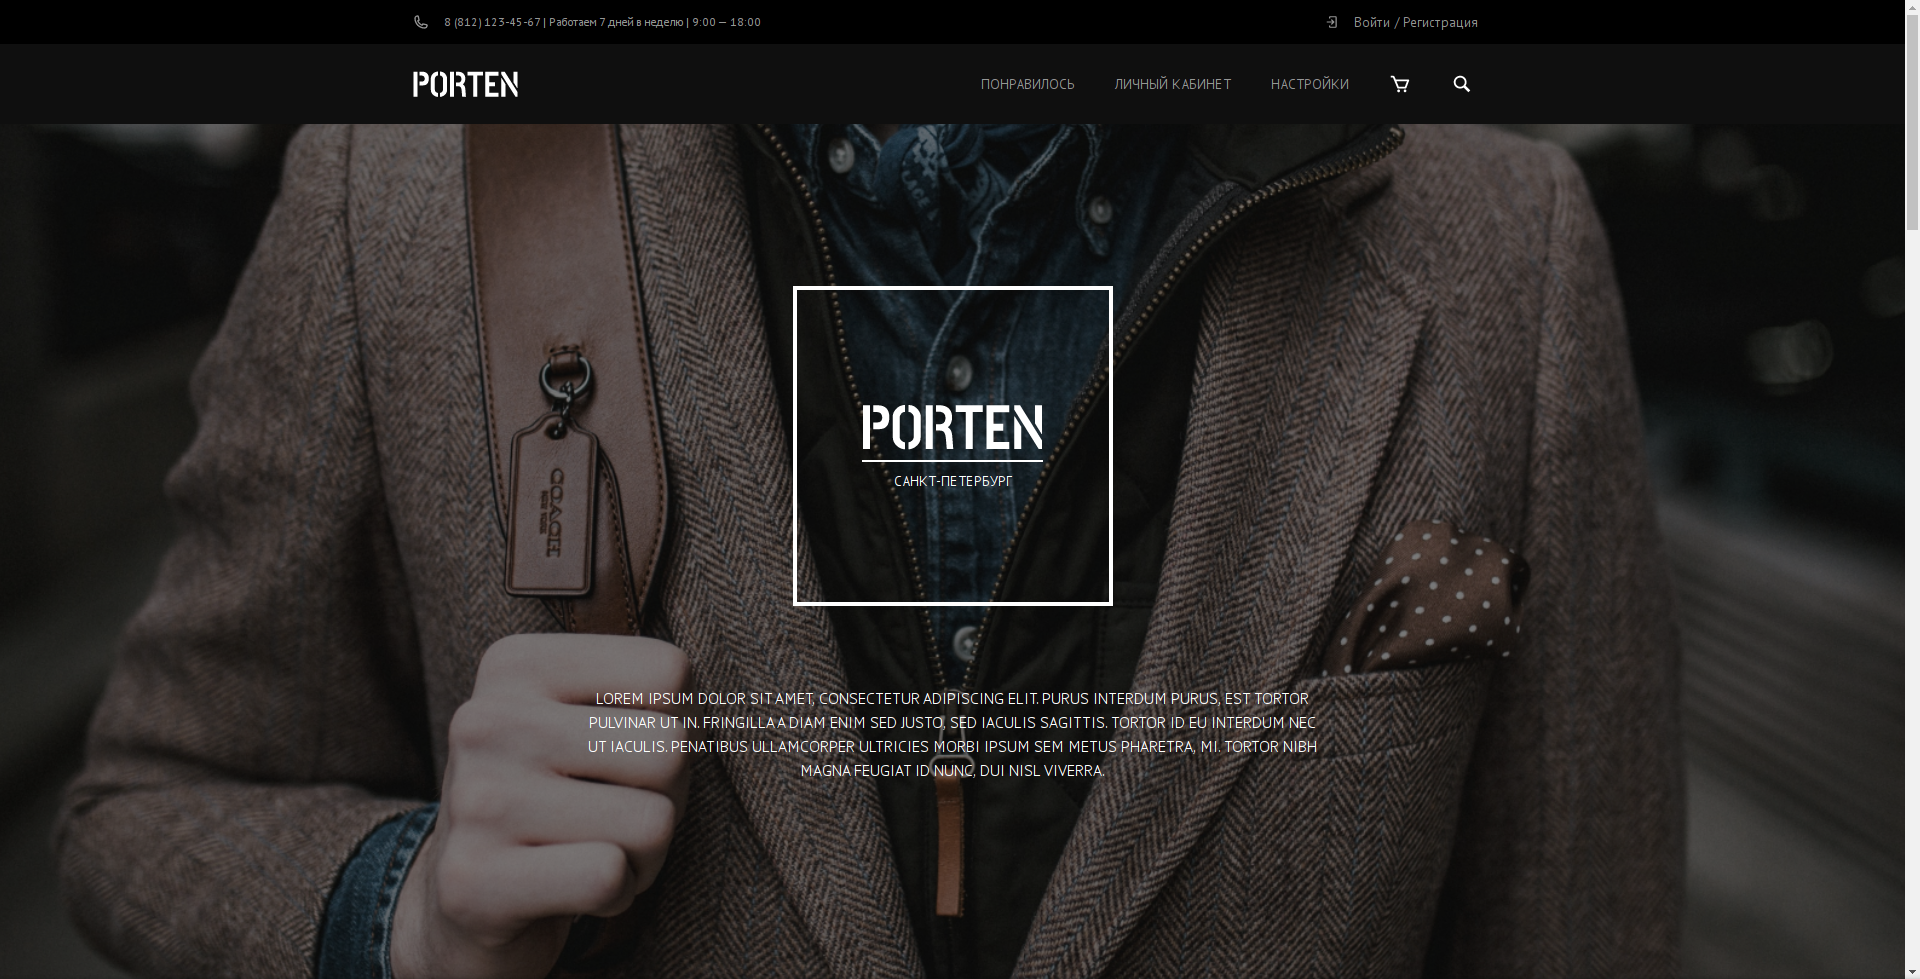 8 (812) 123-45-67 | Работаем 7 дней в неделю | 9:00 — 18:00
Войти / Регистрация
PORTEN
ПОНРАВИЛОСЬ
ЛИЧНЫЙ КАБИНЕТ
НАСТРОЙКИ
PORTEN
САНКТ-ПЕТЕРБУРГ
COACH
NEW YORK
LOREM IPSUM DOLOR SIT AMET, CONSECTETUR ADIPISCING ELIT. PURUS INTERDUM PURUS, EST TORTOR
PULVINAR UT IN. FRINGILLA A DIAM ENIM SED JUSTO, SED IACULIS SAGITTIS. TORTOR ID EU INTERDUM NEC
UT IACULIS. PENATIBUS ULLAMCORPER ULTRICIES MORBI IPSUM SEM METUS PHARETRA, MI. TORTOR NIBH
MAGNA FEUGIAT ID NUNC, DUI NISL VIVERRA.